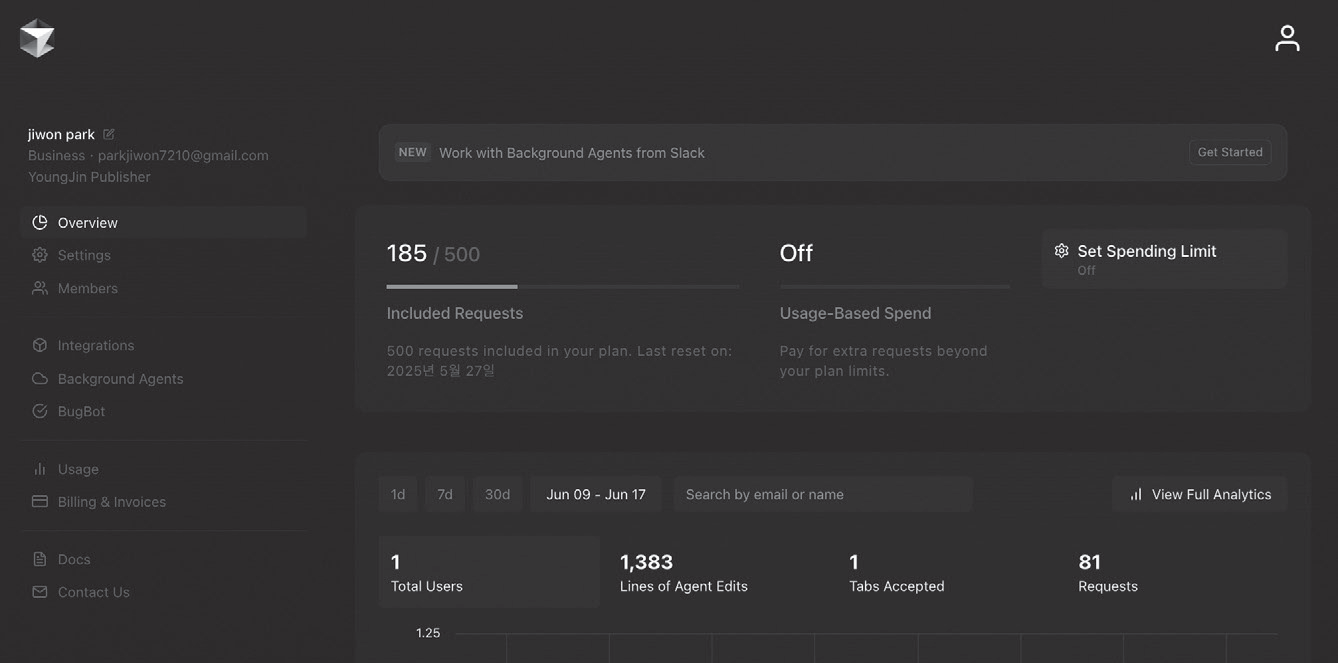 jiwon park
Business · parkjiwon7210@gmail.com
YoungJin Publisher
Overview
Settings
Members
Integrations
Background Agents
BugBot
Usage
Billing & Invoices
Docs
Contact Us
NEW Work with Background Agents from Slack
Get Started
185 / 500
Included Requests
500 requests included in your plan. Last reset on:
2025년 5월 27일
Off
Usage-Based Spend
Pay for extra requests beyond
your plan limits.
Set Spending Limit
Off
1d 7d 30d Jun 09 - Jun 17 Search by email or name View Full Analytics
1
Total Users
1,383
Lines of Agent Edits
1
Tabs Accepted
81
Requests
1.25